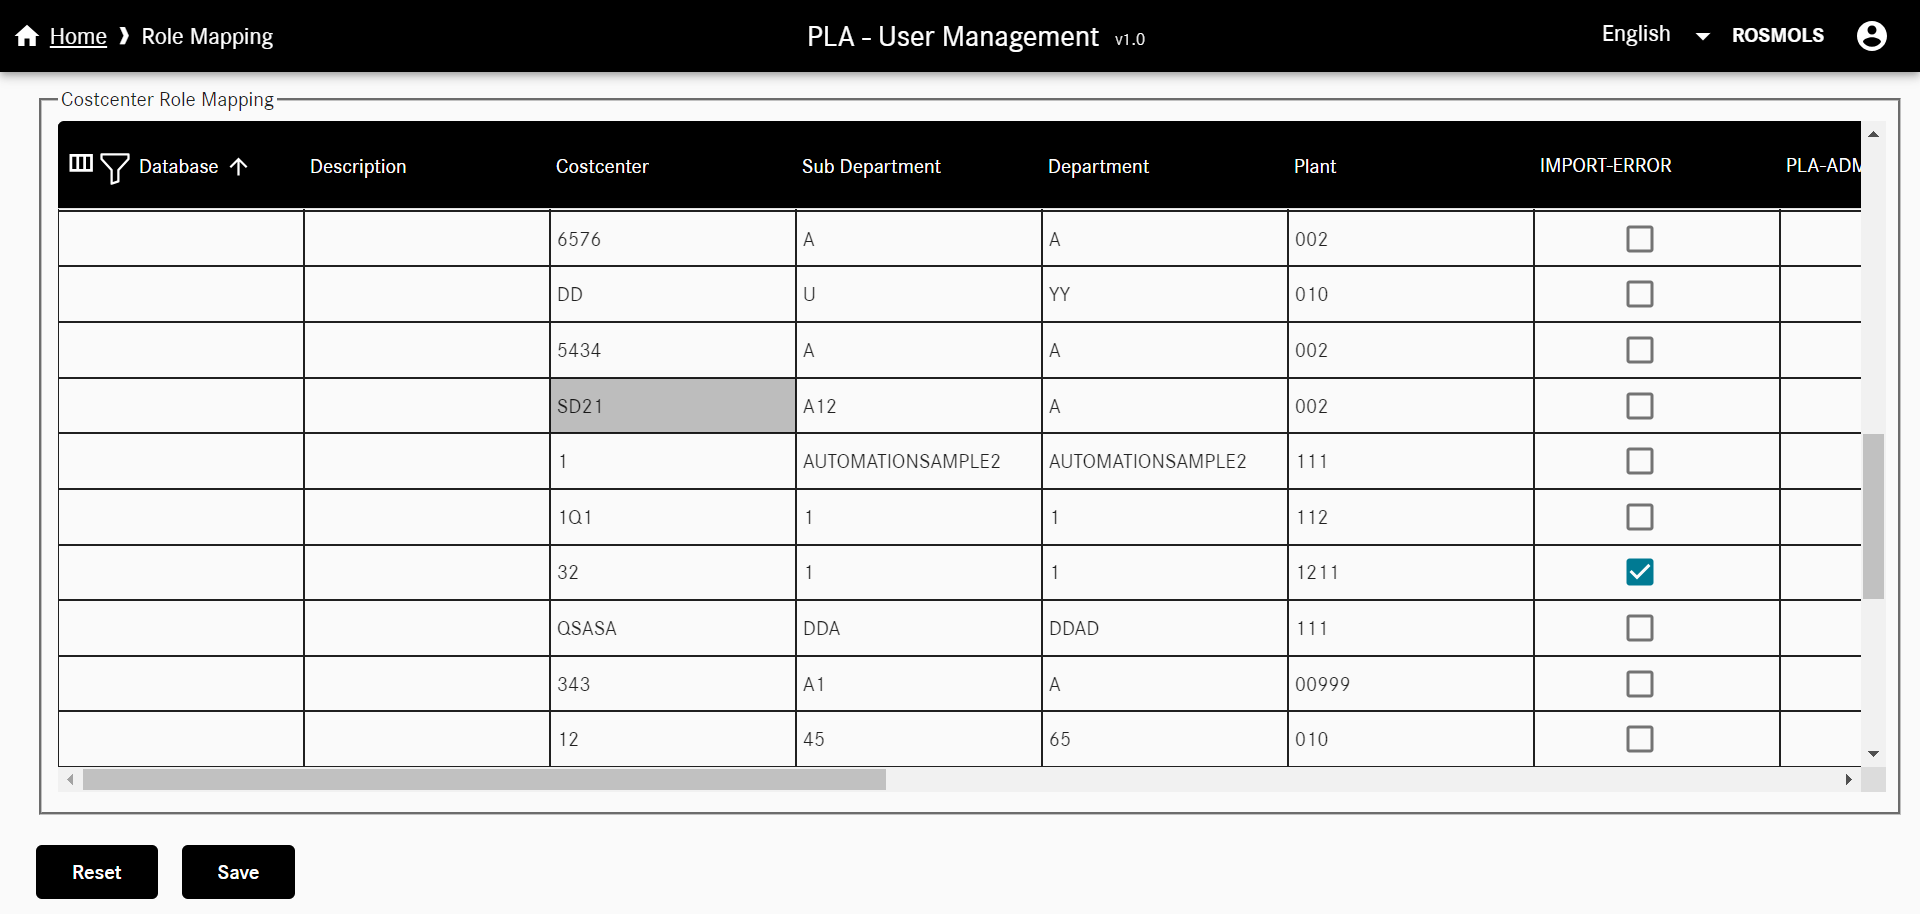 Home ❱ Role Mapping PLA - User Management v1.0 English ROSMOLS
Costcenter Role Mapping
Database Description Costcenter Sub Department Department Plant IMPORT-ERROR PLA-ADM
6576 A A 002
DD U YY 010
5434 A A 002
SD21 A12 A 002
1 AUTOMATIONSAMPLE2 AUTOMATIONSAMPLE2 111
1Q1 1 1 112
32 1 1 1211
QSASA DDA DDAD 111
343 A1 A 00999
12 45 65 010
Reset Save